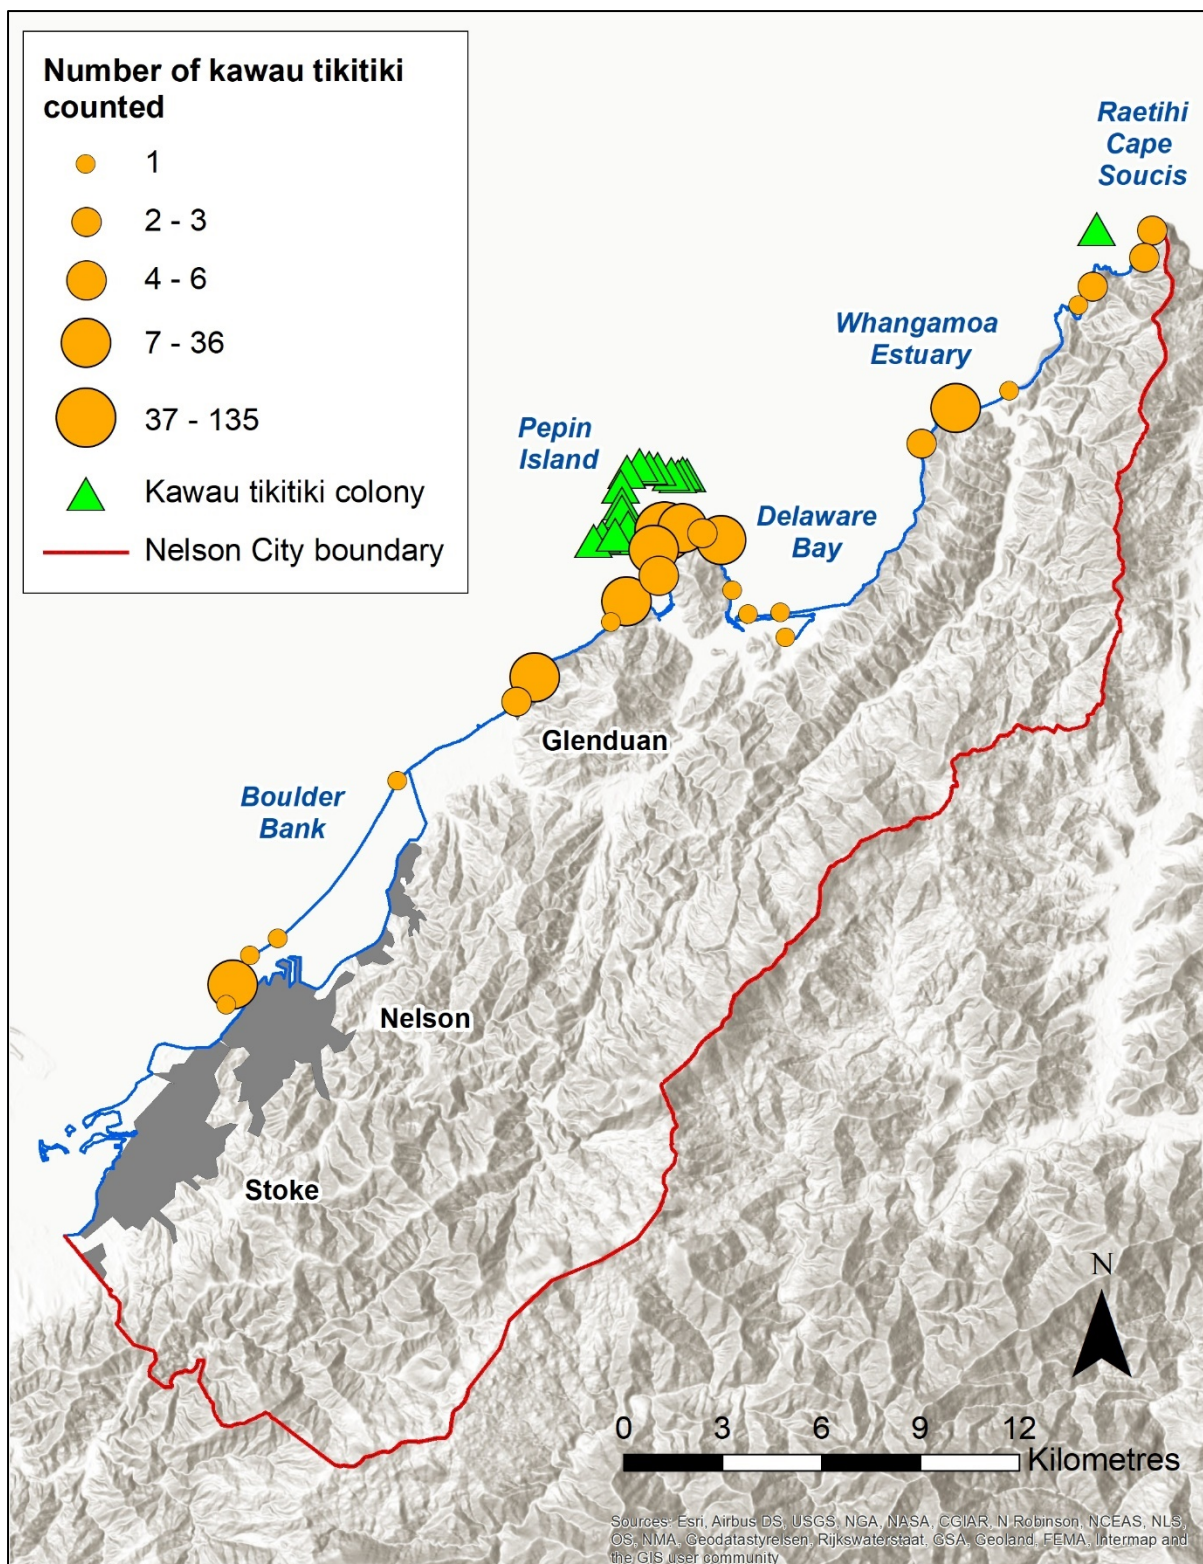 Number of kawau tikitiki
counted
1
2 - 3
4 - 6
7 - 36
37 - 135
Kawau tikitiki colony
Nelson City boundary
Raetihi
Cape
Soucis
Whangamoa
Estuary
Pepin
Island
Delaware
Bay
Glenduan
Boulder
Bank
Nelson
Stoke
N
0 3 6 9 12
Kilometres
Sources: Esri, Airbus DS, USGS, NGA, NASA, CGIAR, N Robinson, NCEAS, NLS,
OS, NMA, Geodatastyrelsen, Rijkswaterstaat, GSA, Geoland, FEMA, Intermap and
the GIS user community